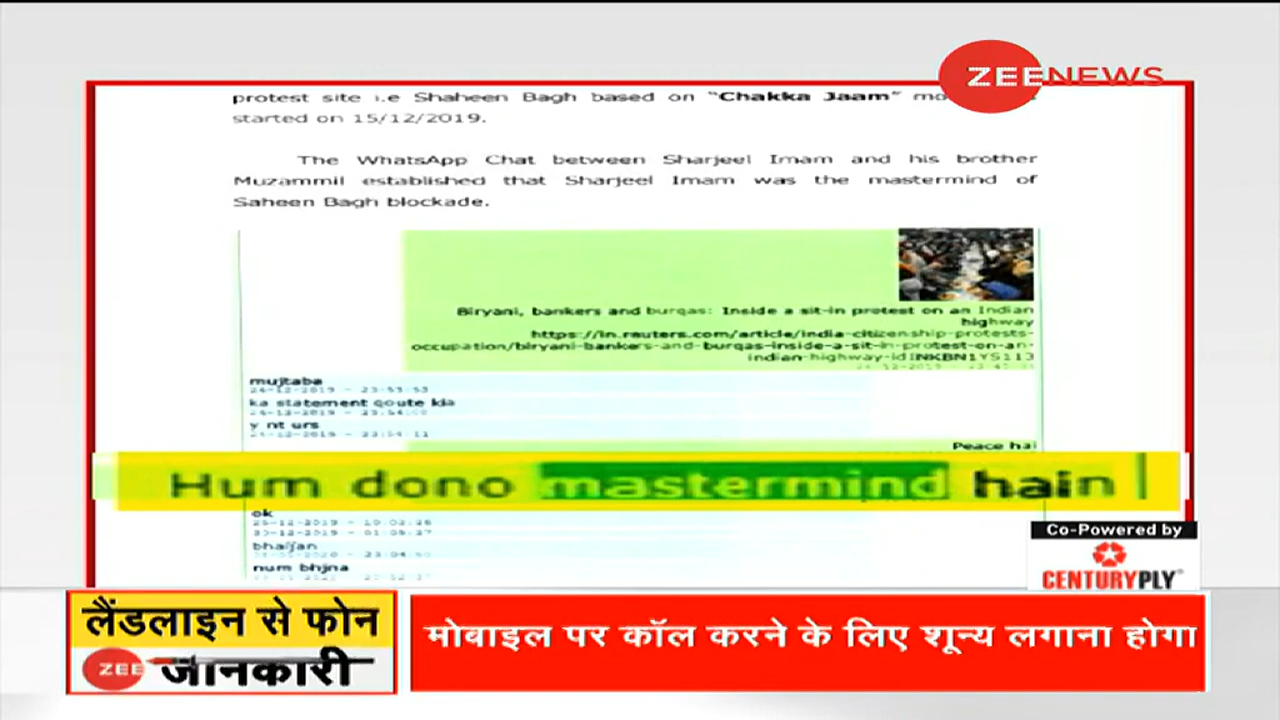 ZEENEWS
protest site i.e Shaheen Bagh based on "Chakka Jaam"
started on 15/12/2019.
The WhatsApp Chat between Sharjeel Imam and his brother
Muzammil established that Sharjeel Imam was the mastermind of
Saheen Bagh blockade.
Biryani, bankers and burqas: Inside a sit-in protest on an Indian
highway
https://in.reuters.com/article/india-citizenship-protests-
occupation/biryani-bankers-and-burqas-inside-a-sit-in-protest-on-an-
indian-highway-idINKBN1YS113
mujtaba
ka statement qoute kia
y nt urs
Peace hai
Hum dono mastermind hain
ok
bhaijan
num bhjna
Co-Powered by
CENTURYPLY
लैंडलाइन से फोन
मोबाइल पर कॉल करने के लिए शून्य लगाना होगा
ZEE जानकारी